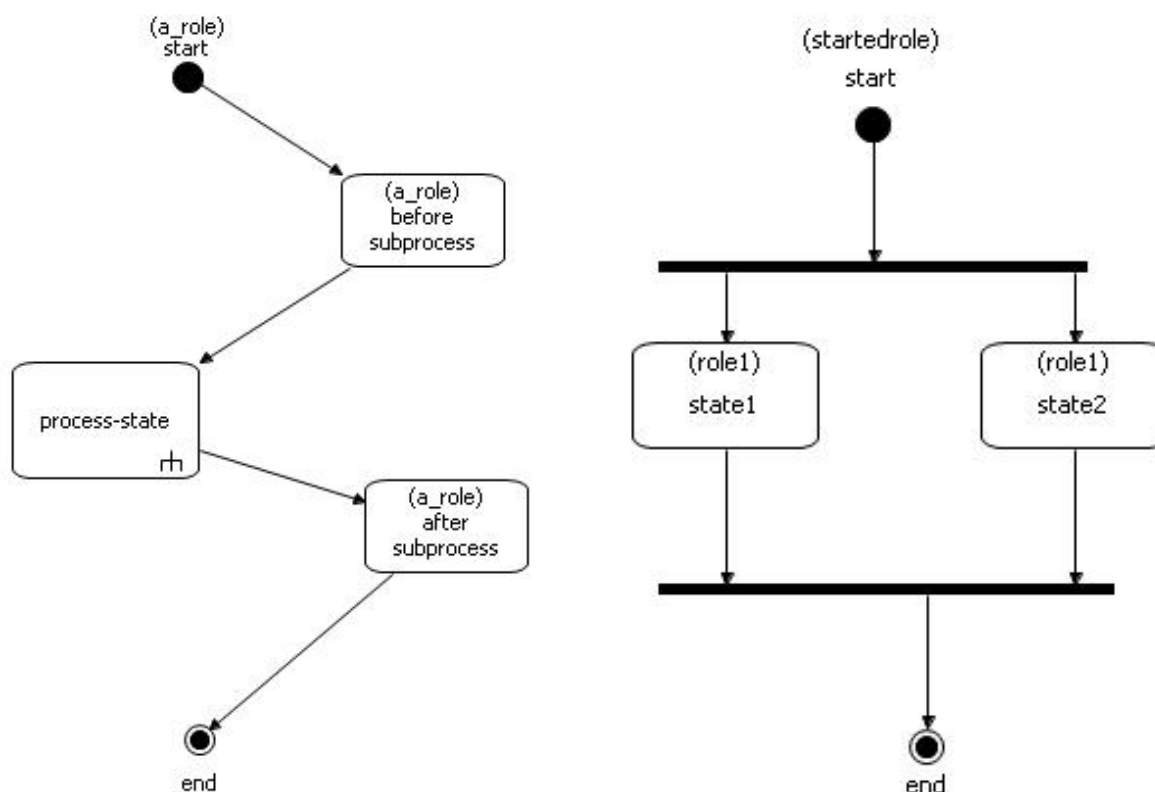 (a_role)
start
(a_role)
before
subprocess
process-state
(a_role)
after
subprocess
end
(startedrole)
start
(role1)
state1
(role1)
state2
end